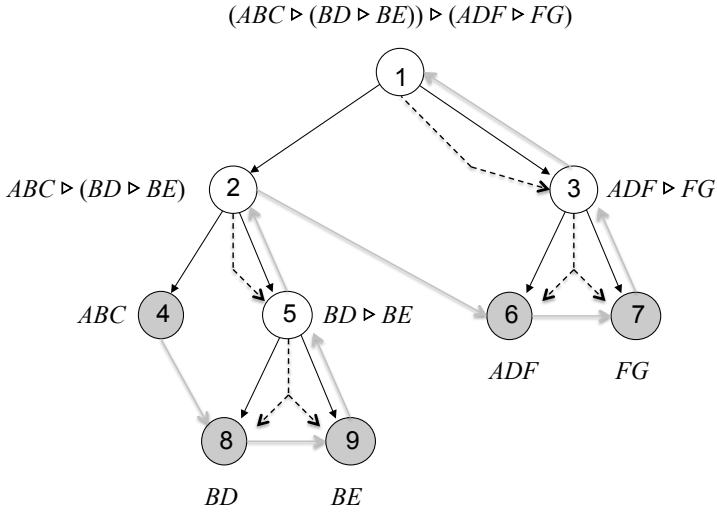 (ABC ▷ (BD ▷ BE)) ▷ (ADF ▷ FG)
1
ABC ▷ (BD ▷ BE)
2
3
ADF ▷ FG
ABC
4
5
BD ▷ BE
6
7
ADF
FG
8
9
BD
BE